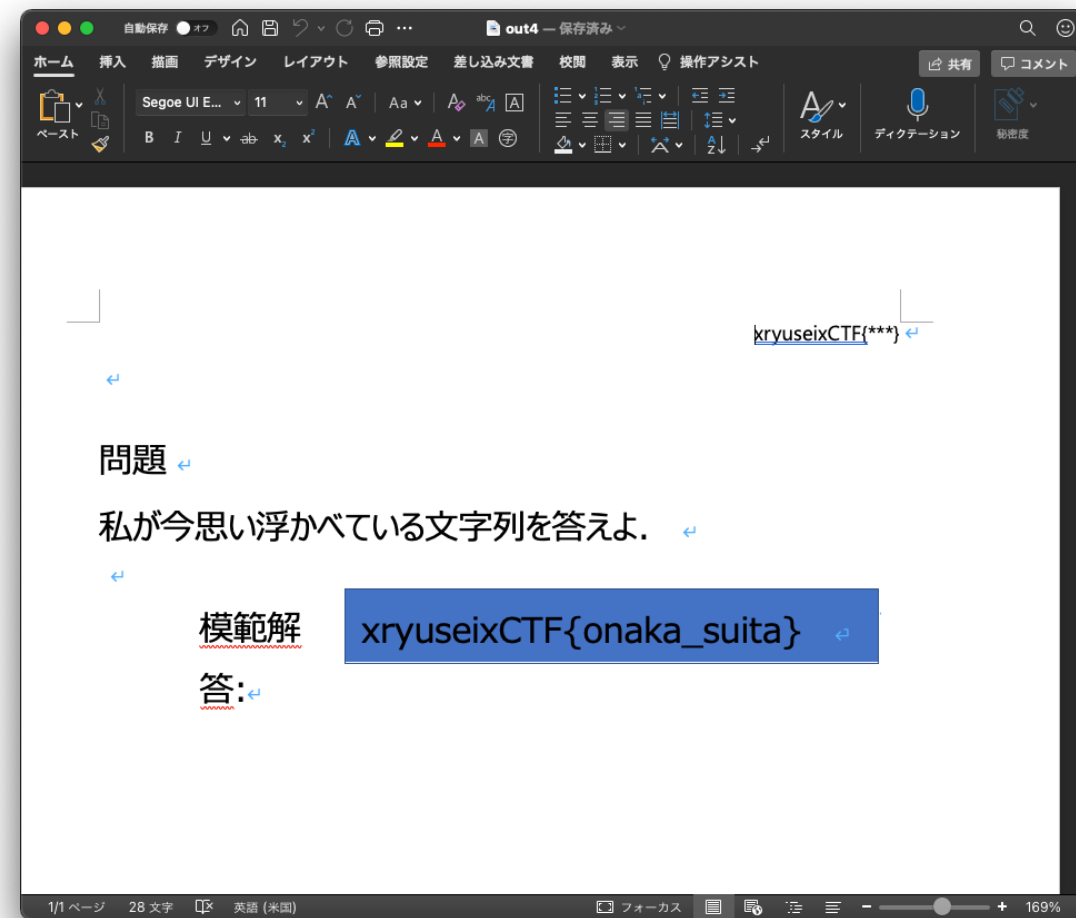 自動保存 オフ out4 — 保存済み
ホーム 挿入 描画 デザイン レイアウト 参照設定 差し込み文書 校閲 表示 操作アシスト 共有 コメント
ペースト Segoe UI E... 11 A A Aa A abc A A スタイル ディクテーション 秘密度
B I U ab x₂ x² A A A 字 A Z
xryuseixCTF{***}
問題
私が今思い浮かべている文字列を答えよ.
模範解 xryuseixCTF{onaka_suita}
答:
1/1 ページ 28 文字 英語 (米国) フォーカス 169%